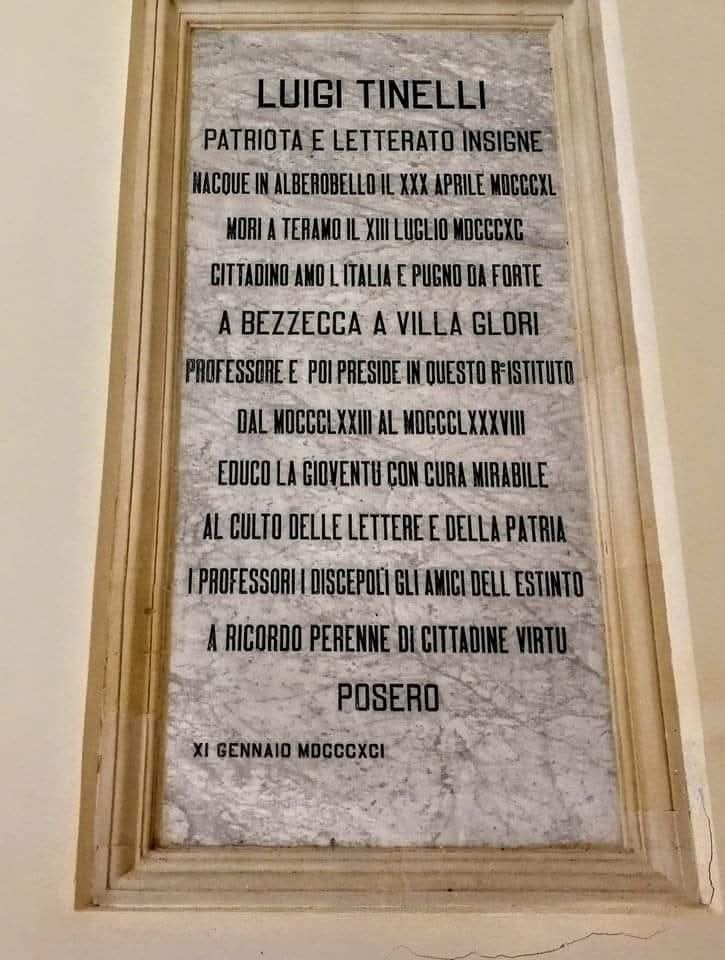 LUIGI TINELLI
PATRIOTA E LETTERATO INSIGNE
NACQUE IN ALBEROBELLO IL XXX APRILE MDCCCXL
MORI A TERAMO IL XIII LUGLIO MDCCCXC
CITTADINO AMO L ITALIA E PUGNO DA FORTE
A BEZZECCA A VILLA GLORI
PROFESSORE E POI PRESIDE IN QUESTO R.º ISTITUTO
DAL MDCCCLXXIII AL MDCCCLXXXVIII
EDUCO LA GIOVENTU CON CURA MIRABILE
AL CULTO DELLE LETTERE E DELLA PATRIA
I PROFESSORI I DISCEPOLI GLI AMICI DELL ESTINTO
A RICORDO PERENNE DI CITTADINE VIRTU
POSERO
XI GENNAIO MDCCCXCI